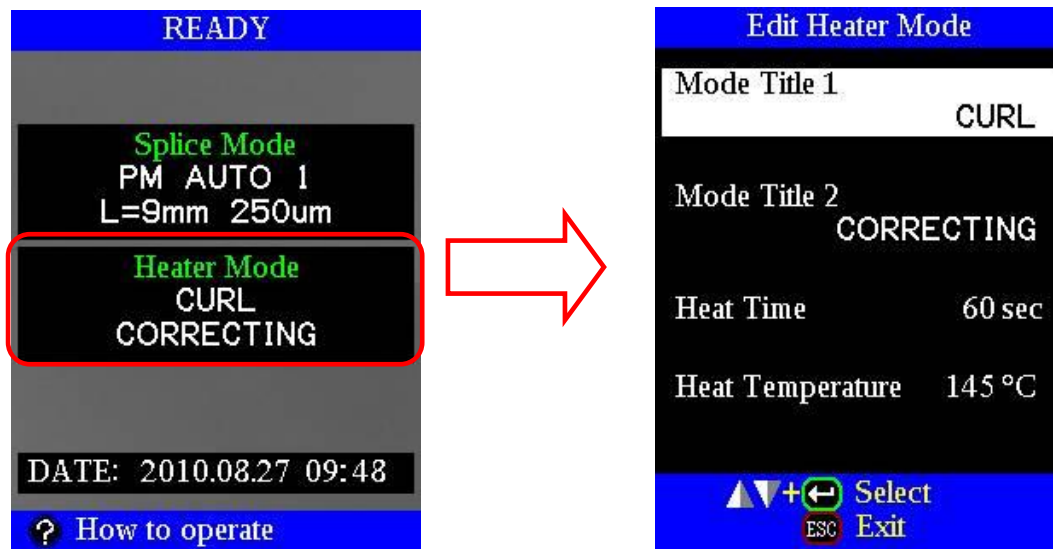 READY
Splice Mode
PM AUTO 1
L=9mm 250um
Heater Mode
CURL
CORRECTING
DATE: 2010.08.27 09:48
? How to operate
Edit Heater Mode
Mode Title 1
CURL
Mode Title 2
CORRECTING
Heat Time 60 sec
Heat Temperature 145 °C
+ Select
ESC Exit